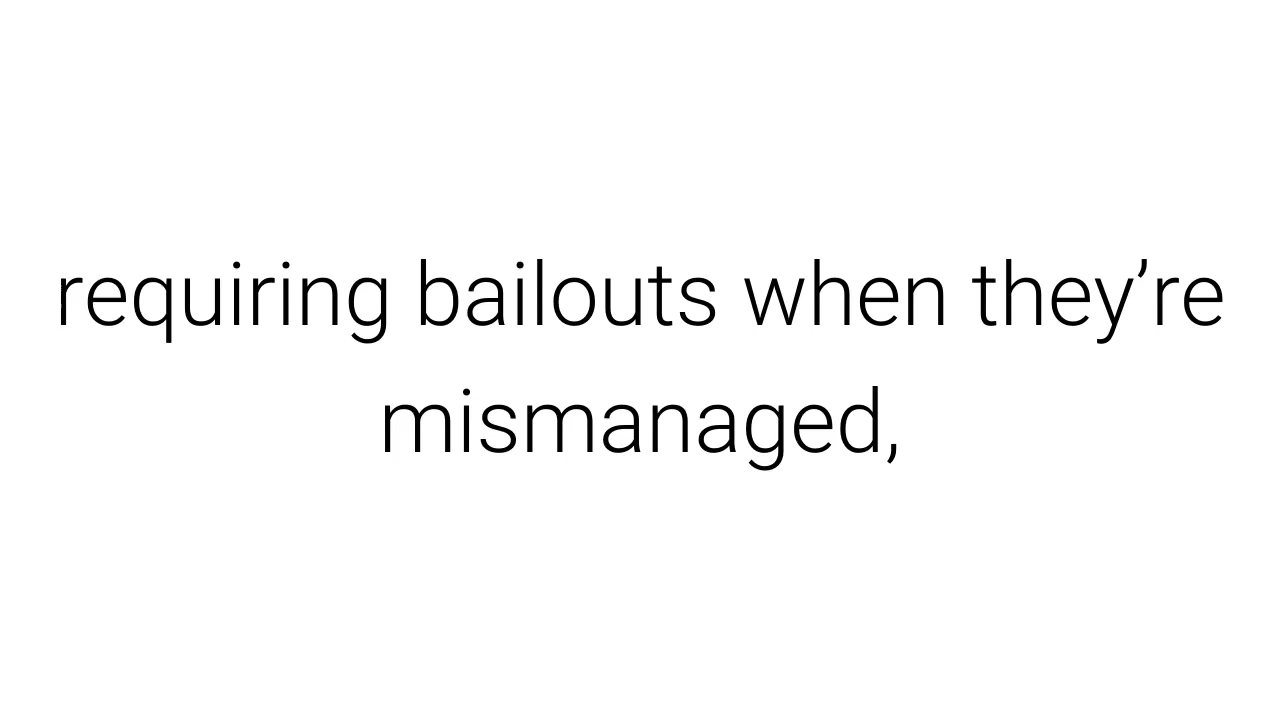 requiring bailouts when they’re
mismanaged,